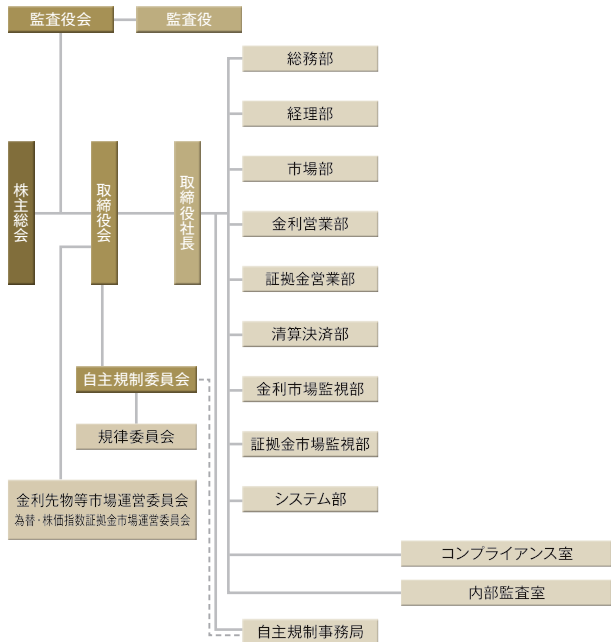 監査役会
監査役
株主総会
取締役会
取締役社長
総務部
経理部
市場部
金利営業部
証拠金営業部
清算決済部
金利市場監視部
証拠金市場監視部
システム部
自主規制委員会
規律委員会
金利先物等市場運営委員会
為替・株価指数証拠金市場運営委員会
コンプライアンス室
内部監査室
自主規制事務局